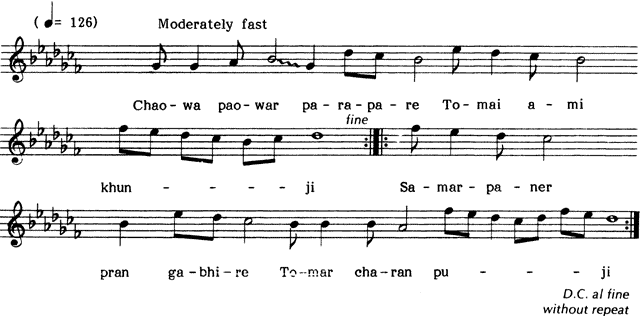 ( ♩= 126) Moderately fast
Chao-wa pao-war pa-ra-pa-re To-mai a-mi
fine
khun- - - - ji Sa-mar-pa-ner
pran ga-bhi-re To-mar cha-ran pu- - - - ji
D.C. al fine
without repeat